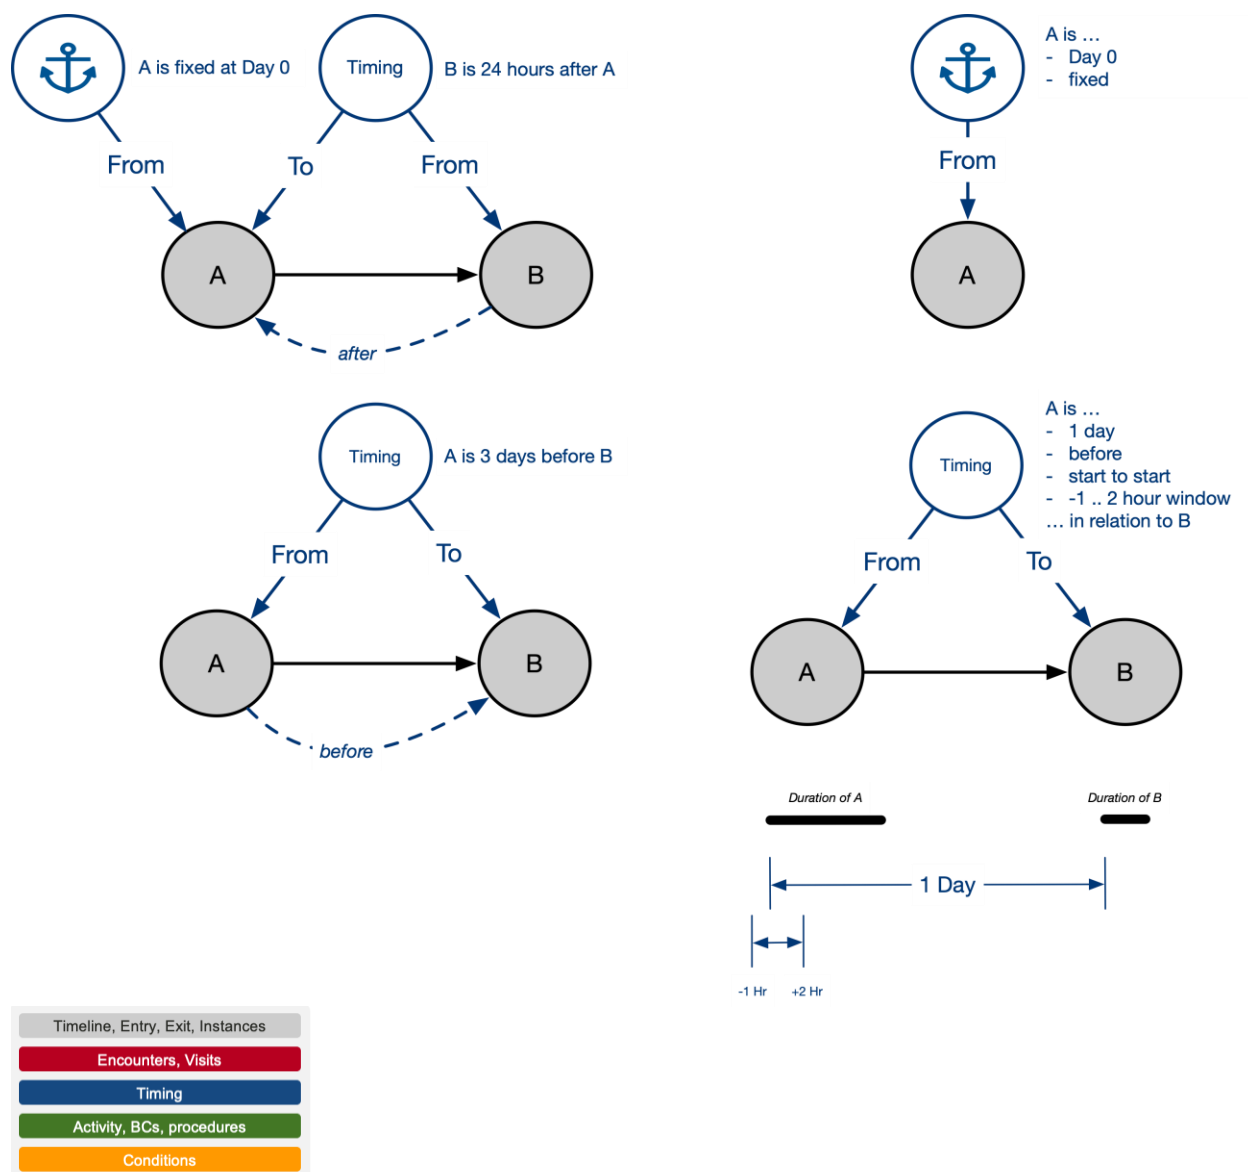 A is fixed at Day 0
Timing
B is 24 hours after A
From
To
From
A
B
after
A is ...
- Day 0
- fixed
From
A
Timing
A is 3 days before B
From
To
A
B
before
Timing
A is ...
- 1 day
- before
- start to start
- -1 .. 2 hour window
... in relation to B
From
To
A
B
Duration of A
Duration of B
1 Day
-1 Hr
+2 Hr
Timeline, Entry, Exit, Instances
Encounters, Visits
Timing
Activity, BCs, procedures
Conditions